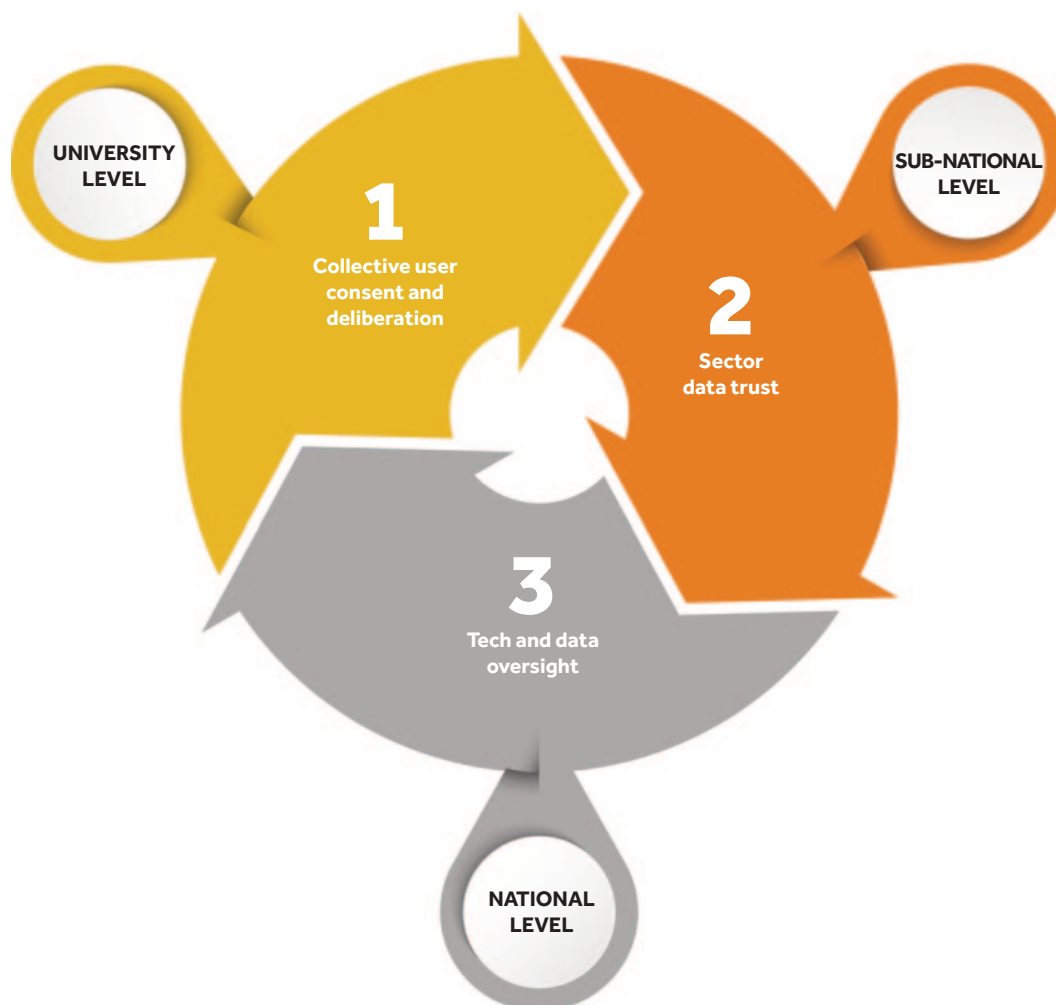 UNIVERSITY
LEVEL
1
Collective user
consent and
deliberation
SUB-NATIONAL
LEVEL
2
Sector
data trust
3
Tech and data
oversight
NATIONAL
LEVEL